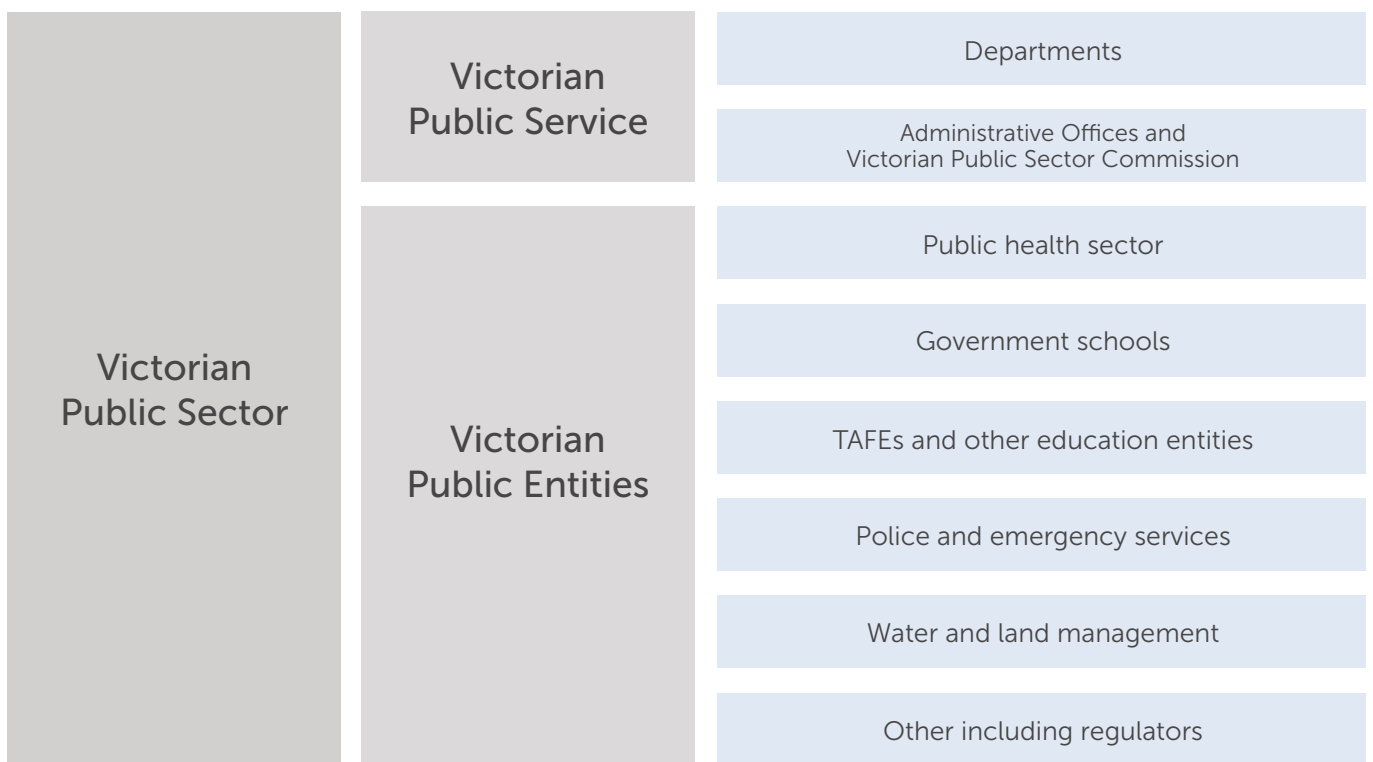 Victorian
Public Sector
Victorian
Public Service
Departments
Administrative Offices and
Victorian Public Sector Commission
Victorian
Public Entities
Public health sector
Government schools
TAFEs and other education entities
Police and emergency services
Water and land management
Other including regulators